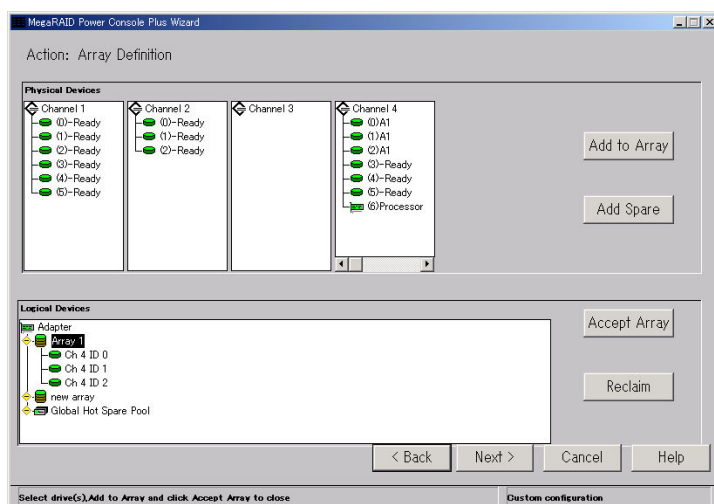 MegaRAID Power Console Plus Wizard
Action: Array Definition
Physical Devices
Channel 1
(0)-Ready
(1)-Ready
(2)-Ready
(3)-Ready
(4)-Ready
(5)-Ready
Channel 2
(0)-Ready
(1)-Ready
(2)-Ready
Channel 3
Channel 4
(0)A1
(1)A1
(2)A1
(3)-Ready
(4)-Ready
(5)-Ready
(6)Processor
Add to Array
Add Spare
Logical Devices
Adapter
Array 1
Ch 4 ID 0
Ch 4 ID 1
Ch 4 ID 2
new array
Global Hot Spare Pool
Accept Array
Reclaim
< Back
Next >
Cancel
Help
Select drive(s),Add to Array and click Accept Array to close
Custom configuration